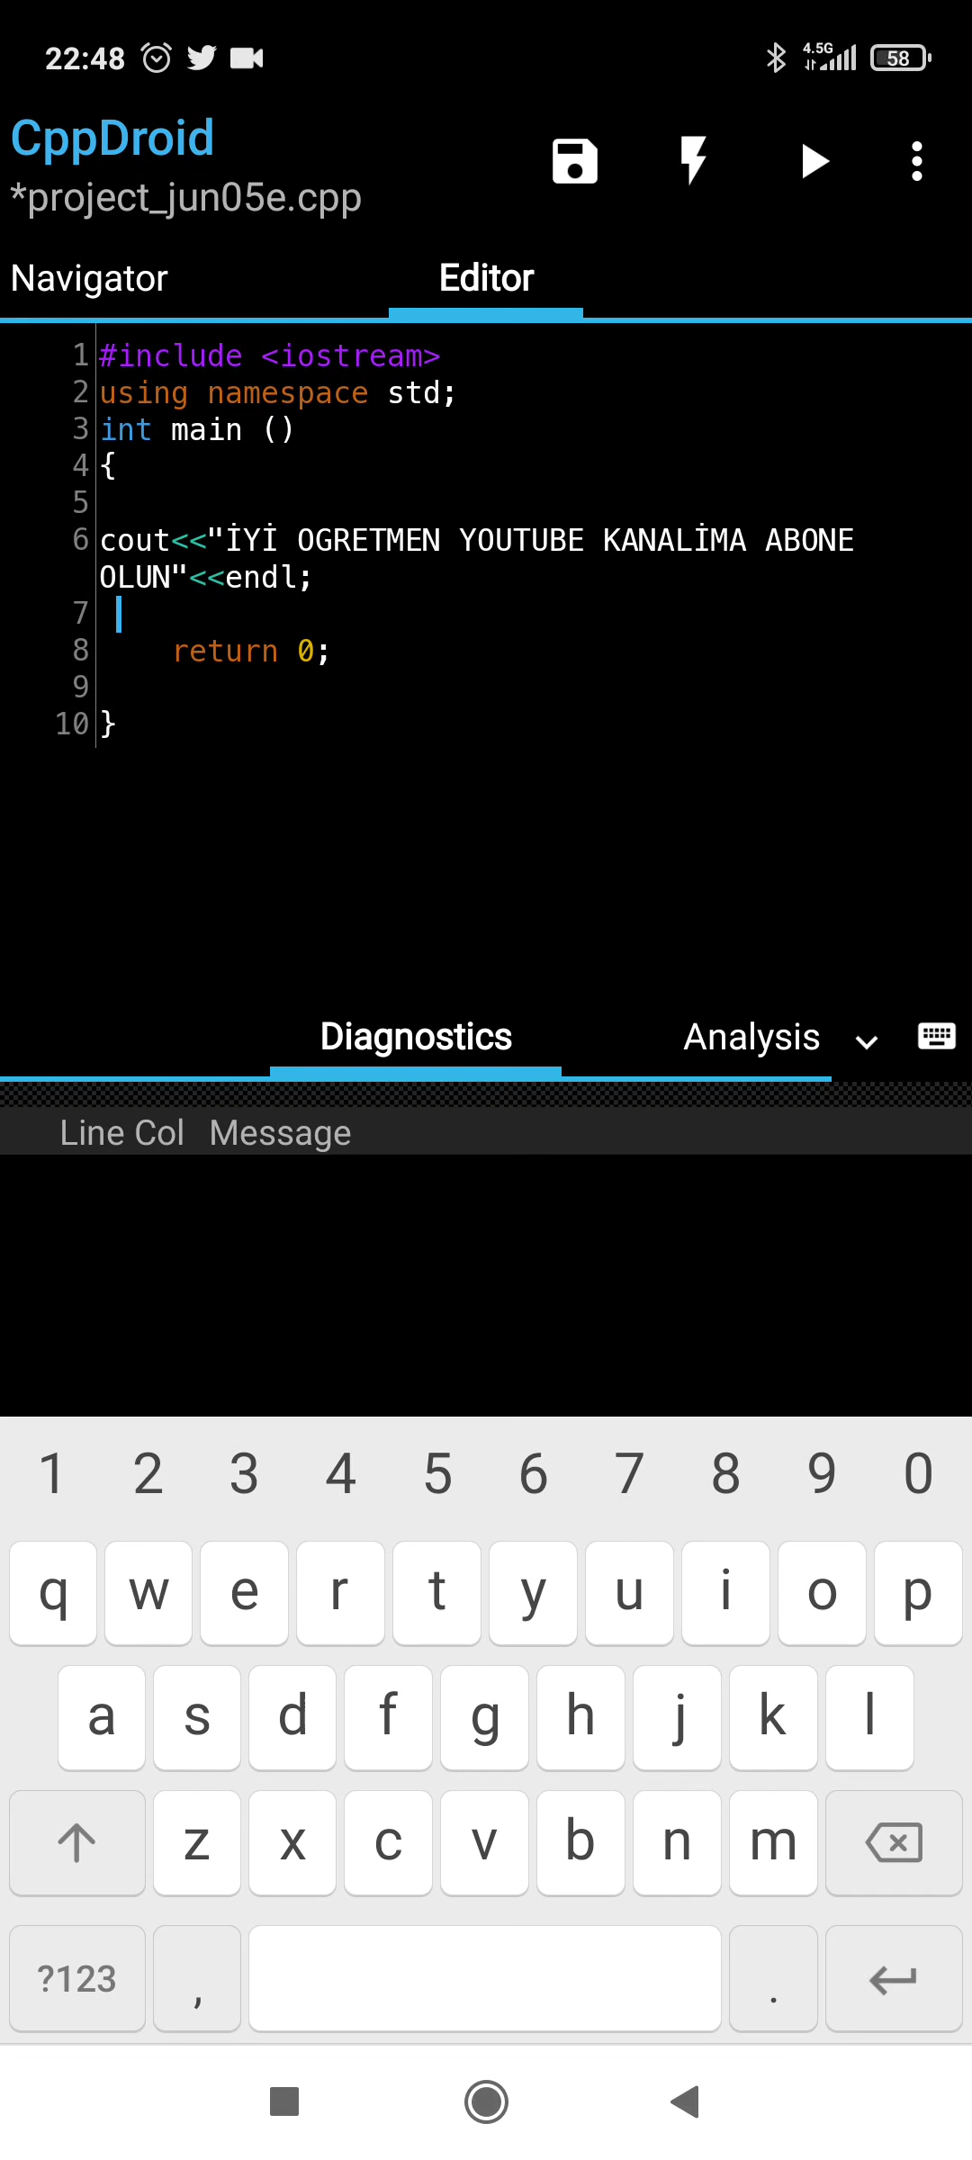 22:48 4.5G 58
CppDroid
*project_jun05e.cpp
Navigator Editor
1 #include <iostream>
2 using namespace std;
3 int main ()
4 {
5
6 cout<<"İYİ OGRETMEN YOUTUBE KANALİMA ABONE
OLUN"<<endl;
7
8 return 0;
9
10 }
Diagnostics Analysis
Line Col Message
1 2 3 4 5 6 7 8 9 0
q w e r t y u i o p
a s d f g h j k l
z x c v b n m
?123 , .